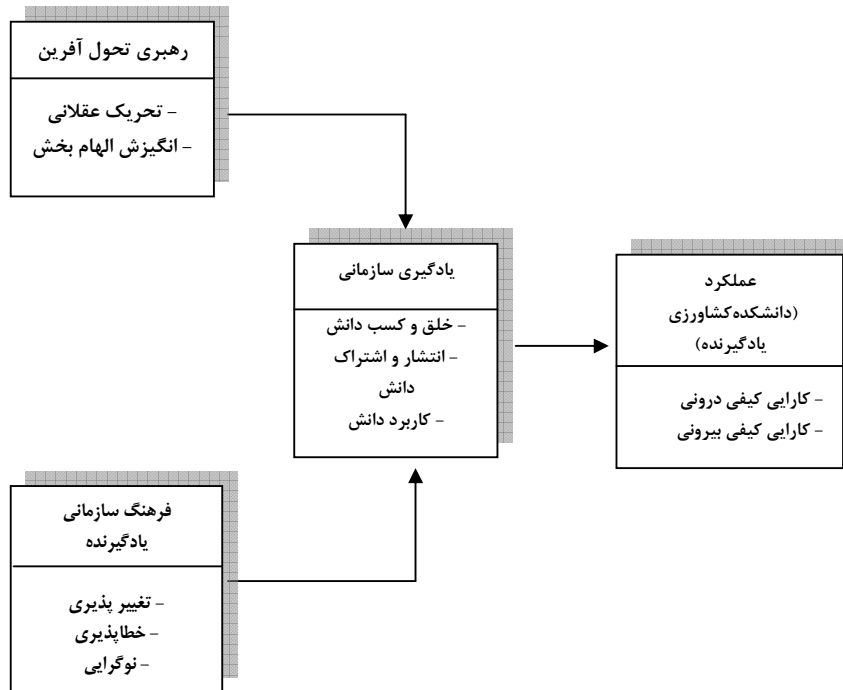 رهبری تحول آفرین
- تحریک عقلانی
- انگیزش الهام بخش
یادگیری سازمانی
- خلق و کسب دانش
- انتشار و اشتراک
دانش
- کاربرد دانش
عملکرد
(دانشکده‌کشاورزی
یادگیرنده)
- کارایی کیفی درونی
- کارایی کیفی بیرونی
فرهنگ سازمانی
یادگیرنده
- تغییر پذیری
- خطاپذیری
- نوگرایی